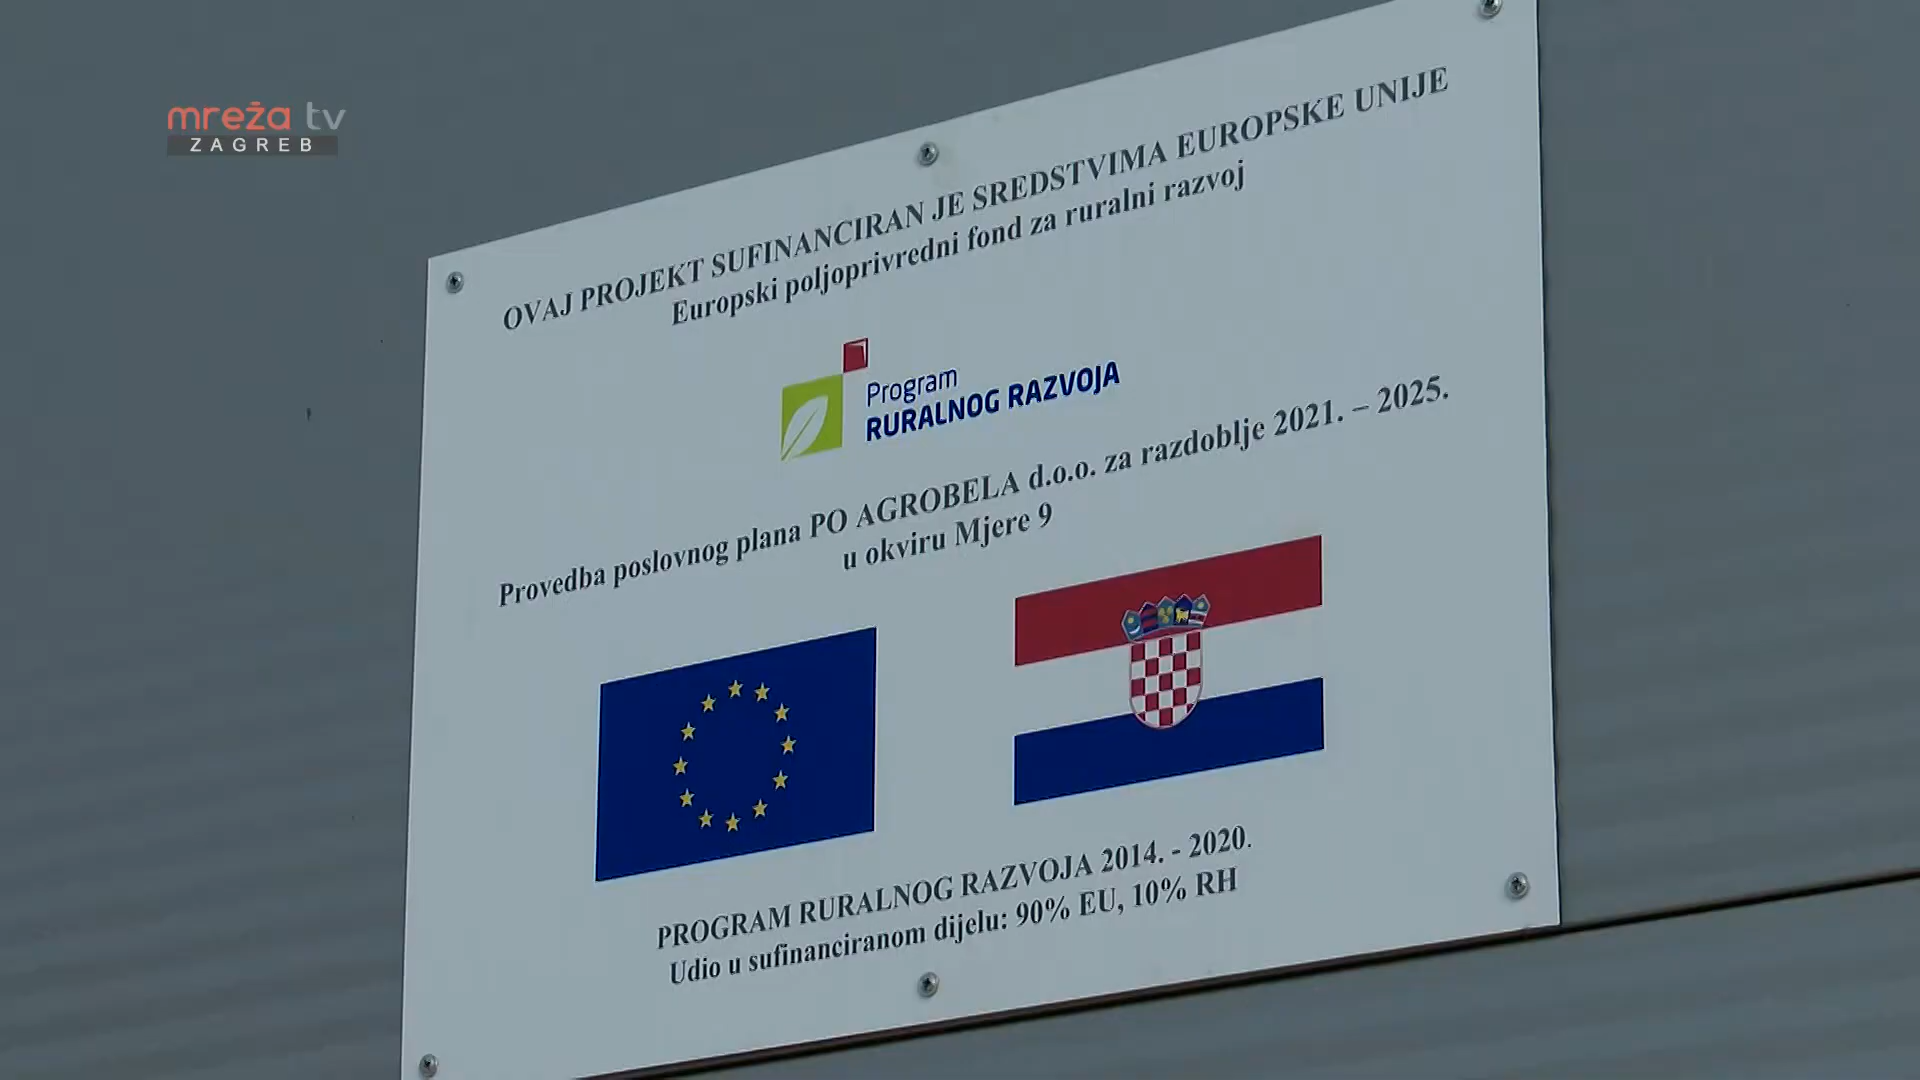 mreža tv
ZAGREB
OVAJ PROJEKT SUFINANCIRAN JE SREDSTVIMA EUROPSKE UNIJE
Europski poljoprivredni fond za ruralni razvoj
Program
RURALNOG RAZVOJA
Provedba poslovnog plana PO AGROBELA d.o.o. za razdoblje 2021. – 2025.
u okviru Mjere 9
PROGRAM RURALNOG RAZVOJA 2014. - 2020.
Udio u sufinanciranom dijelu: 90% EU, 10% RH